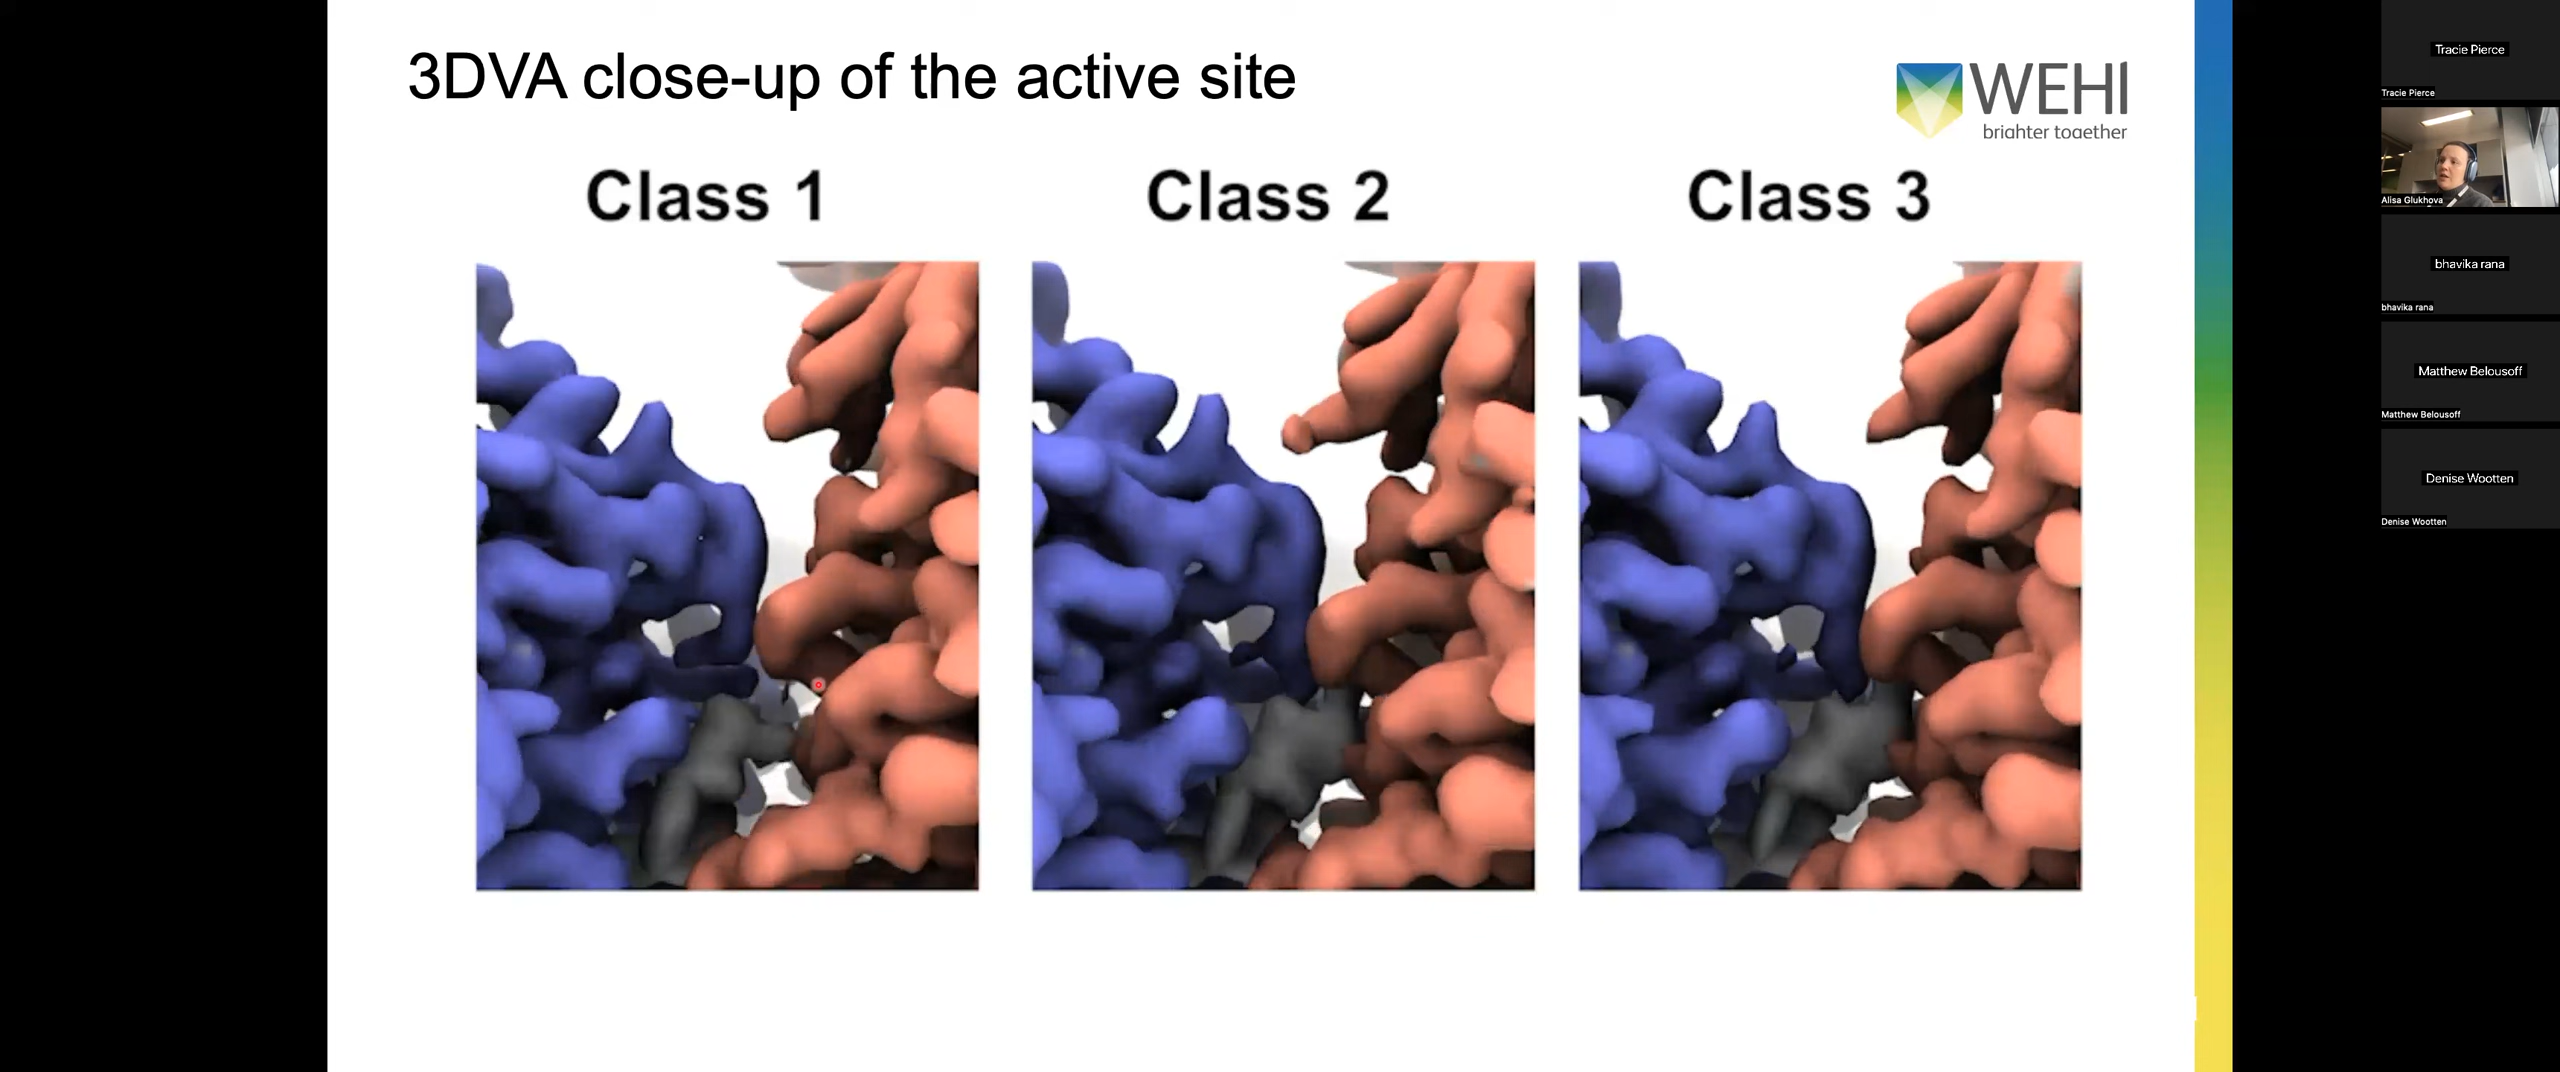 3DVA close-up of the active site
WEHI
brighter together
Class 1
Class 2
Class 3
Tracie Pierce
Tracie Pierce
Alisa Glukhova
bhavika rana
bhavika rana
Matthew Belousoff
Matthew Belousoff
Denise Wootten
Denise Wootten